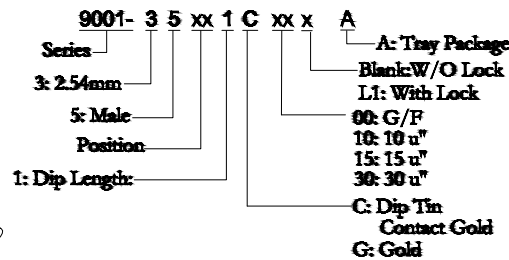 9001- 3 5 xx 1 C xx x A
Series
A: Tray Package
3: 2.54mm
Blank:W/O Lock
L1: With Lock
5: Male
00: G/F
10: 10 u"
Position
15: 15 u"
1: Dip Length:
30: 30 u"
C: Dip Tin
Contact Gold
G: Gold